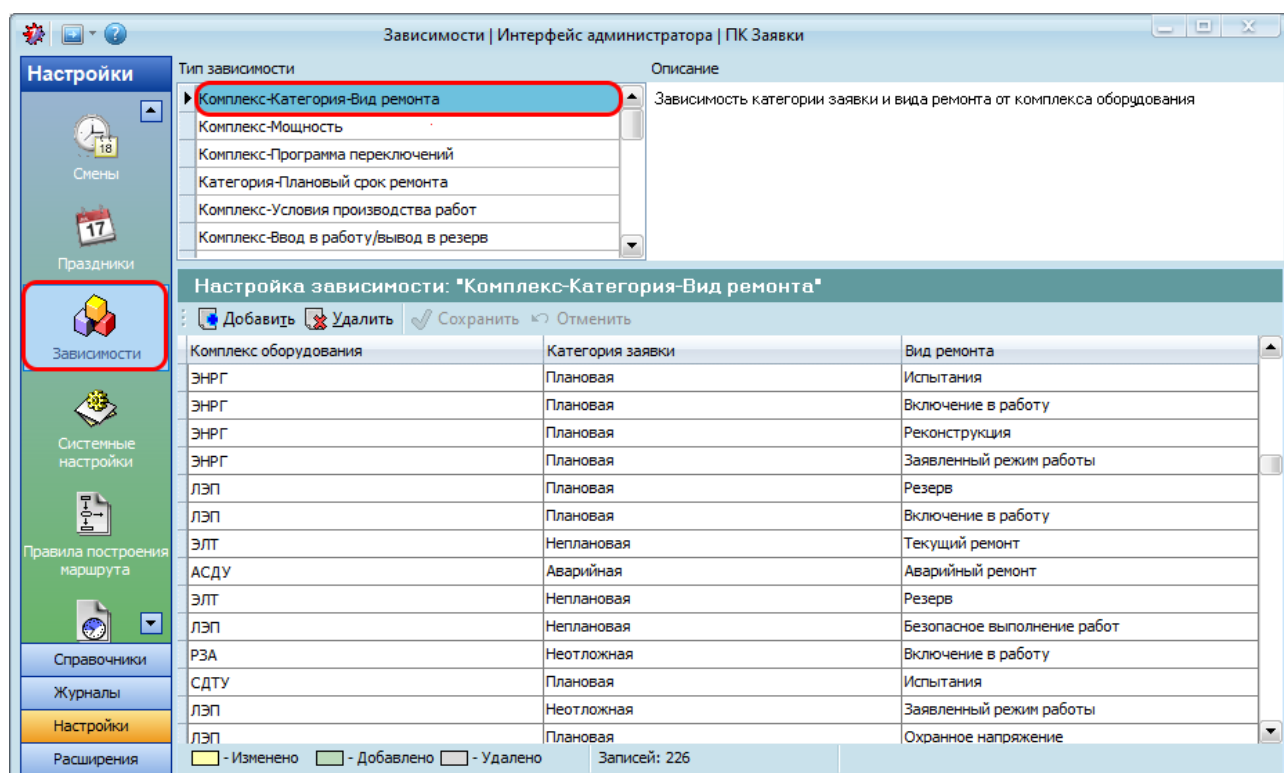 Зависимости | Интерфейс администратора | ПК Заявки
Настройки
18
Смены
17
Праздники
Зависимости
Системные
настройки
Правила построения
маршрута
Справочники
Журналы
Настройки
Расширения
Тип зависимости
Комплекс-Категория-Вид ремонта
Комплекс-Мощность
Комплекс-Программа переключений
Категория-Плановый срок ремонта
Комплекс-Условия производства работ
Комплекс-Ввод в работу/вывод в резерв
Описание
Зависимость категории заявки и вида ремонта от комплекса оборудования
Настройка зависимости: "Комплекс-Категория-Вид ремонта"
Добавить Удалить Сохранить Отменить
Комплекс оборудования Категория заявки Вид ремонта
ЭНРГ Плановая Испытания
ЭНРГ Плановая Включение в работу
ЭНРГ Плановая Реконструкция
ЭНРГ Плановая Заявленный режим работы
ЛЭП Плановая Резерв
ЛЭП Плановая Включение в работу
ЭЛТ Неплановая Текущий ремонт
АСДУ Аварийная Аварийный ремонт
ЭЛТ Неплановая Резерв
ЛЭП Неплановая Безопасное выполнение работ
РЗА Неотложная Включение в работу
СДТУ Плановая Испытания
ЛЭП Неотложная Заявленный режим работы
ЛЭП Плановая Охранное напряжение
- Изменено - Добавлено - Удалено Записей: 226